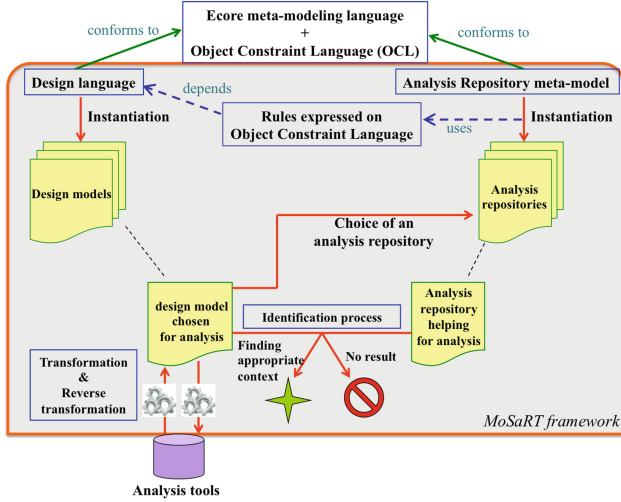 Ecore meta-modeling language
+
Object Constraint Language (OCL)
conforms to
conforms to
Design language
depends
Analysis Repository meta-model
Instantiation
Rules expressed on
Object Constraint Language
uses
Instantiation
Design models
Analysis
repositories
Choice of an
analysis repository
design model
chosen
for analysis
Identification process
Analysis
repository
helping
for analysis
Finding
appropriate
context
No result
Transformation
&
Reverse
transformation
MoSaRT framework
Analysis tools